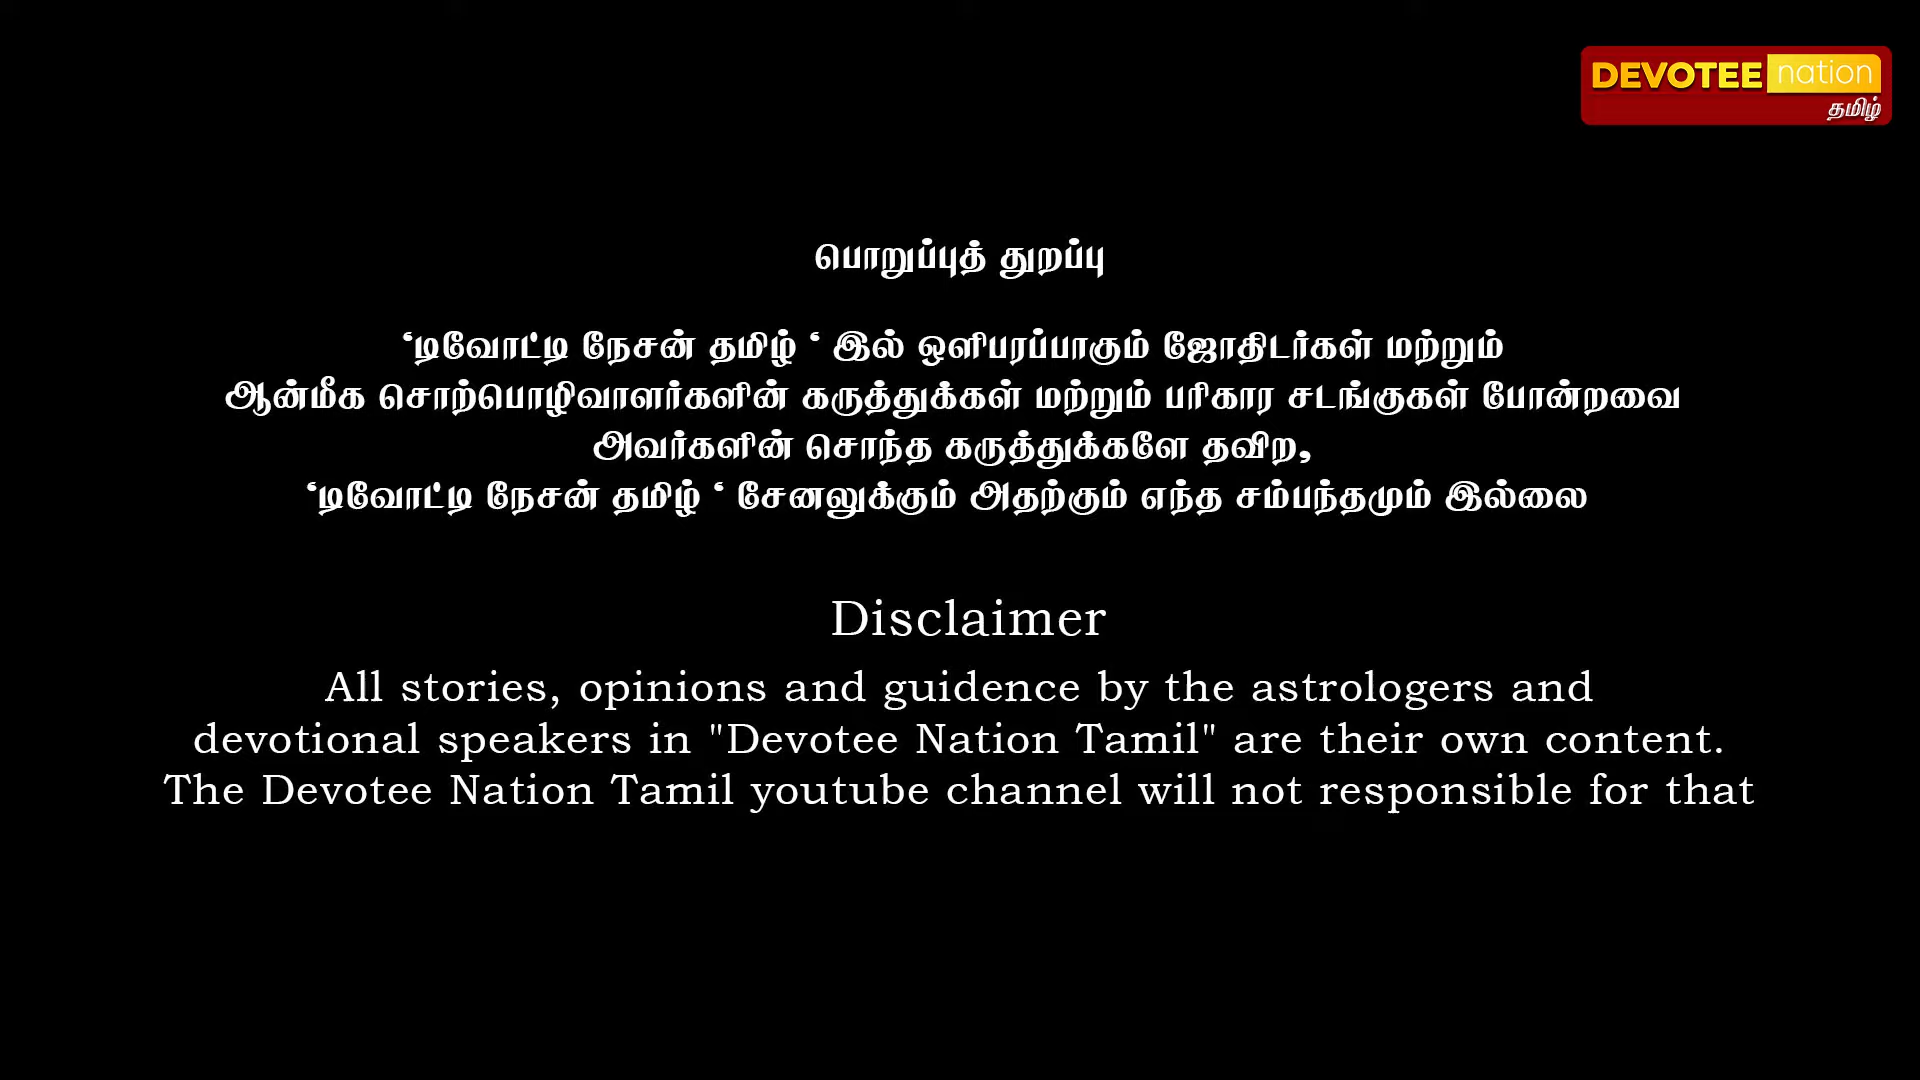 DEVOTEE nation
தமிழ்
பொறுப்புத் துறப்பு
‘டிவோட்டி நேசன் தமிழ் ‘ இல் ஒளிபரப்பாகும் ஜோதிடர்கள் மற்றும்
ஆன்மீக சொற்பொழிவாளர்களின் கருத்துக்கள் மற்றும் பரிகார சடங்குகள் போன்றவை
அவர்களின் சொந்த கருத்துக்களே தவிற,
‘டிவோட்டி நேசன் தமிழ் ‘ சேனலுக்கும் அதற்கும் எந்த சம்பந்தமும் இல்லை
Disclaimer
All stories, opinions and guidence by the astrologers and
devotional speakers in "Devotee Nation Tamil" are their own content.
The Devotee Nation Tamil youtube channel will not responsible for that